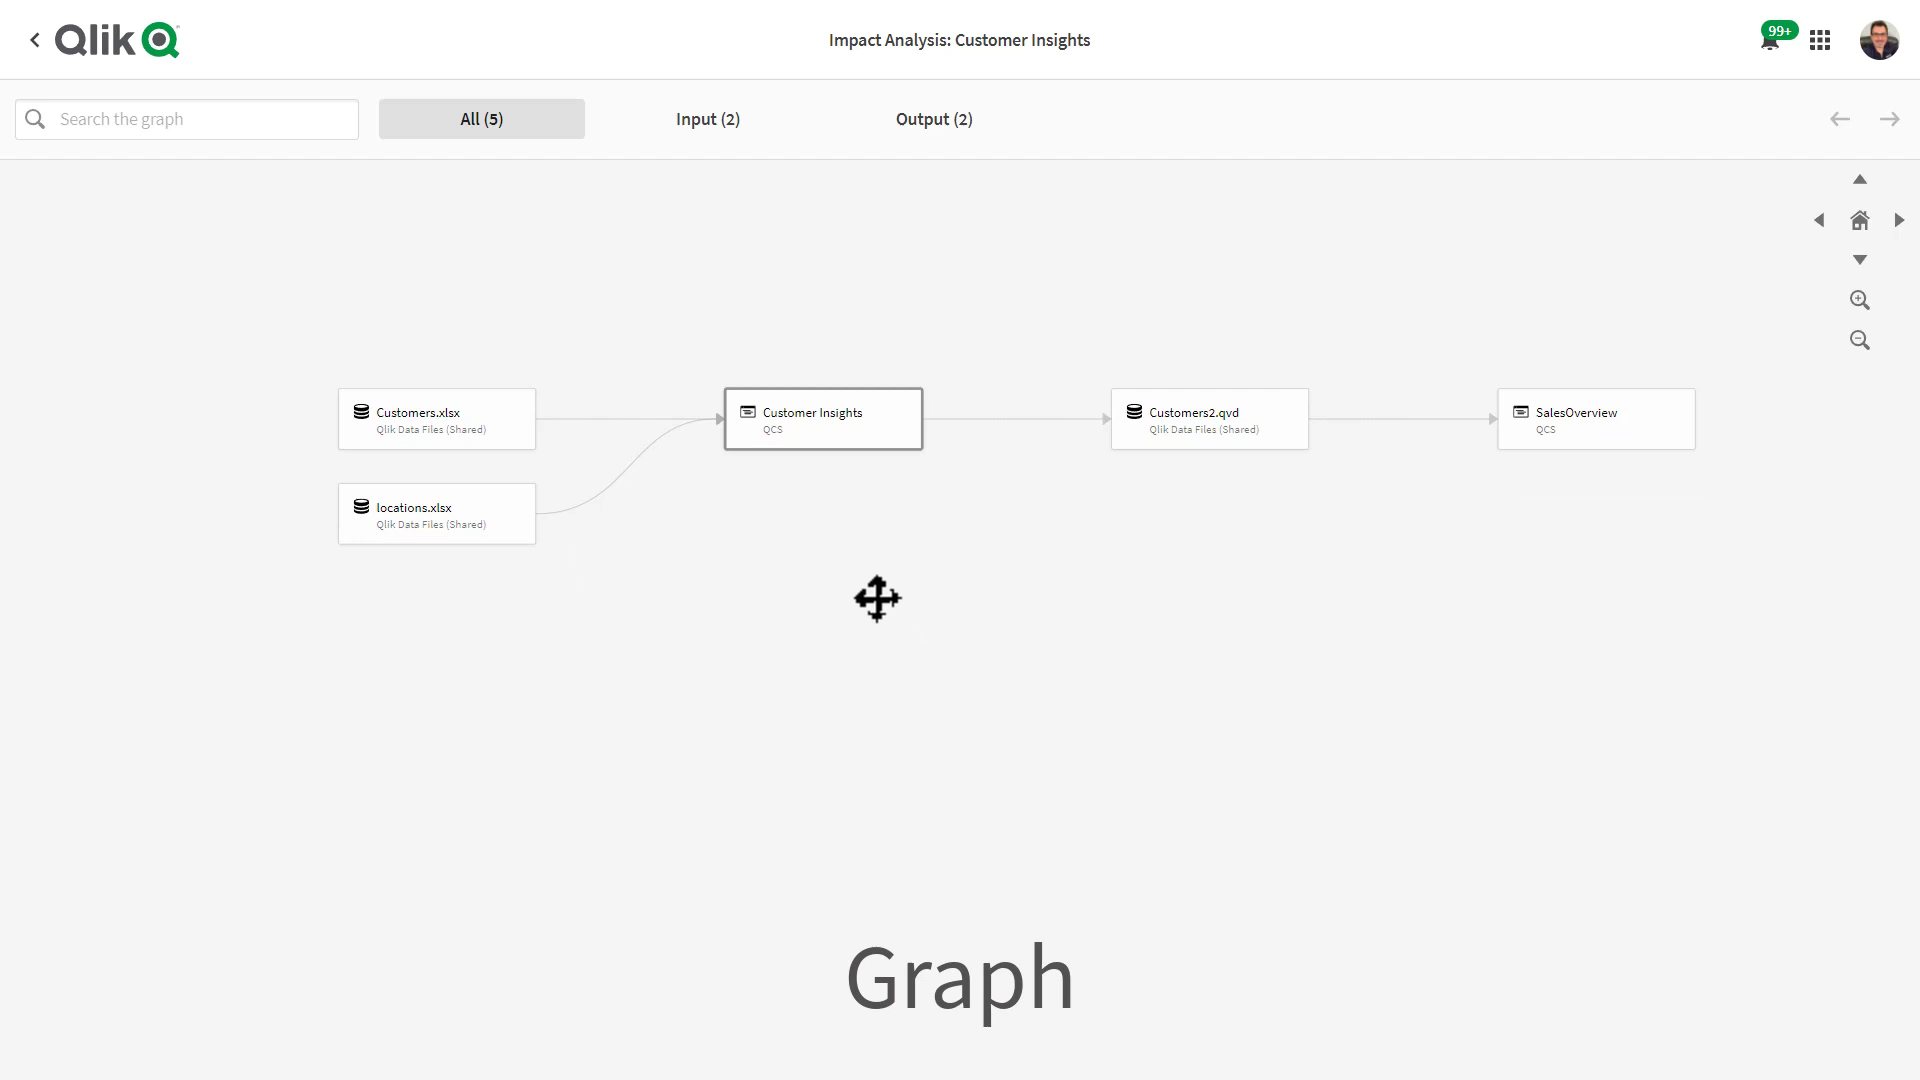 Qlik
Impact Analysis: Customer Insights
99+
Search the graph
All (5)
Input (2)
Output (2)
Customers.xlsx
Qlik Data Files (Shared)
Customer Insights
QCS
Customers2.qvd
Qlik Data Files (Shared)
SalesOverview
QCS
locations.xlsx
Qlik Data Files (Shared)
Graph